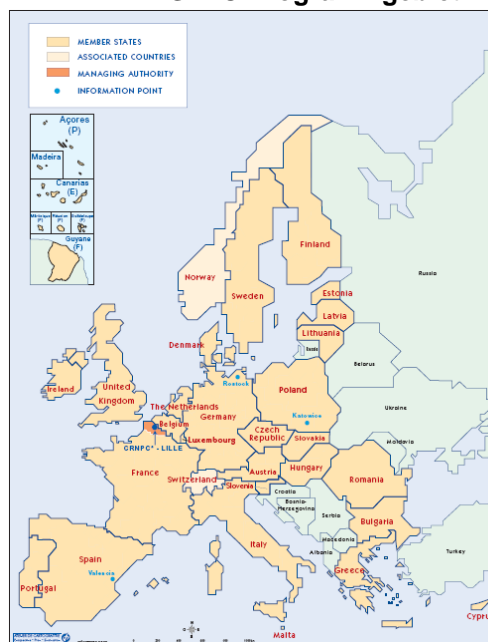 MEMBER STATES
ASSOCIATED COUNTRIES
MANAGING AUTHORITY
INFORMATION POINT
Açores
(P)
Madeira
Canarias
(E)
Guyane
(F)
Finland
Norway
Sweden
Russia
Estonia
Latvia
Lithuania
Denmark
Belarus
Ireland
United
Kingdom
The Netherlands
Rostock
Poland
Germany
Belgium
Katowice
Ukraine
CRNPC* - LILLE
Luxembourg
Czech
Republic
Slovakia
Moldavia
France
Switzerland
Austria
Hungary
Slovenia
Romania
Croatia
Bosnia-
Herzegovina
Serbia
Bulgaria
Italy
Macedonia
Albania
Spain
Valencia
Portugal
Greece
Turkey
Malta
Cypru